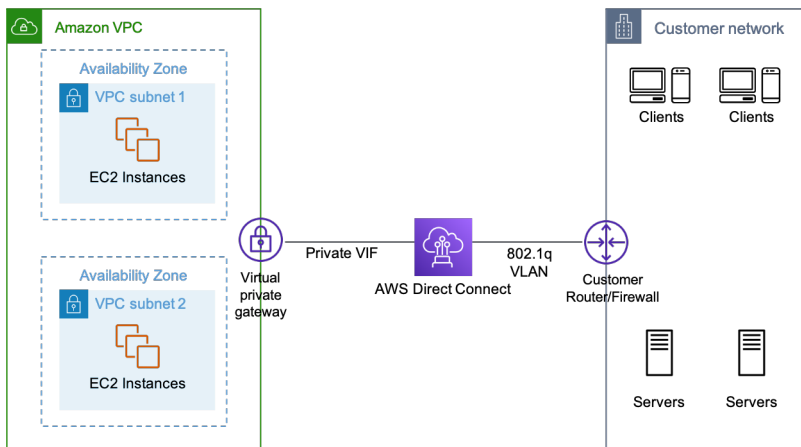 Amazon VPC
Availability Zone
VPC subnet 1
EC2 Instances
Availability Zone
VPC subnet 2
EC2 Instances
Virtual
private
gateway
Private VIF
AWS Direct Connect
802.1q
VLAN
Customer
Router/Firewall
Customer network
Clients
Clients
Servers
Servers